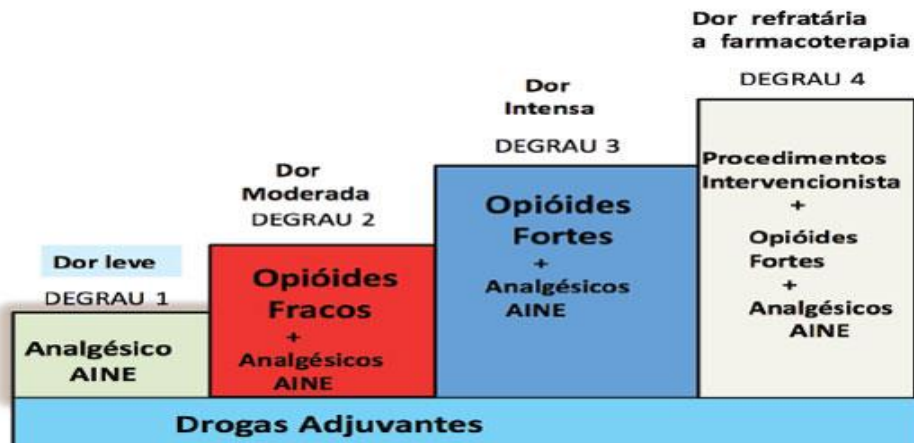 Dor leve
DEGRAU 1
Analgésico
AINE
Dor
Moderada
DEGRAU 2
Opióides
Fracos
+
Analgésicos
AINE
Dor
Intensa
DEGRAU 3
Opióides
Fortes
+
Analgésicos
AINE
Dor refratária
a farmacoterapia
DEGRAU 4
Procedimentos
Intervencionista
+
Opióides
Fortes
+
Analgésicos
AINE
Drogas Adjuvantes